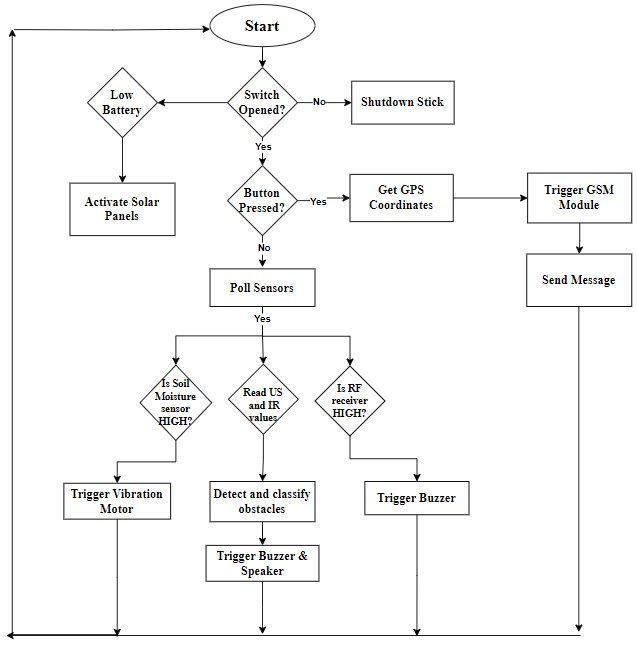 Start
Low
Battery
Switch
Opened?
No
Shutdown Stick
Yes
Activate Solar
Panels
Button
Pressed?
Yes
Get GPS
Coordinates
Trigger GSM
Module
No
Poll Sensors
Send Message
Yes
Is Soil
Moisture
sensor
HIGH?
Read US
and IR
values
Is RF
receiver
HIGH?
Trigger Vibration
Motor
Detect and classify
obstacles
Trigger Buzzer
Trigger Buzzer &
Speaker